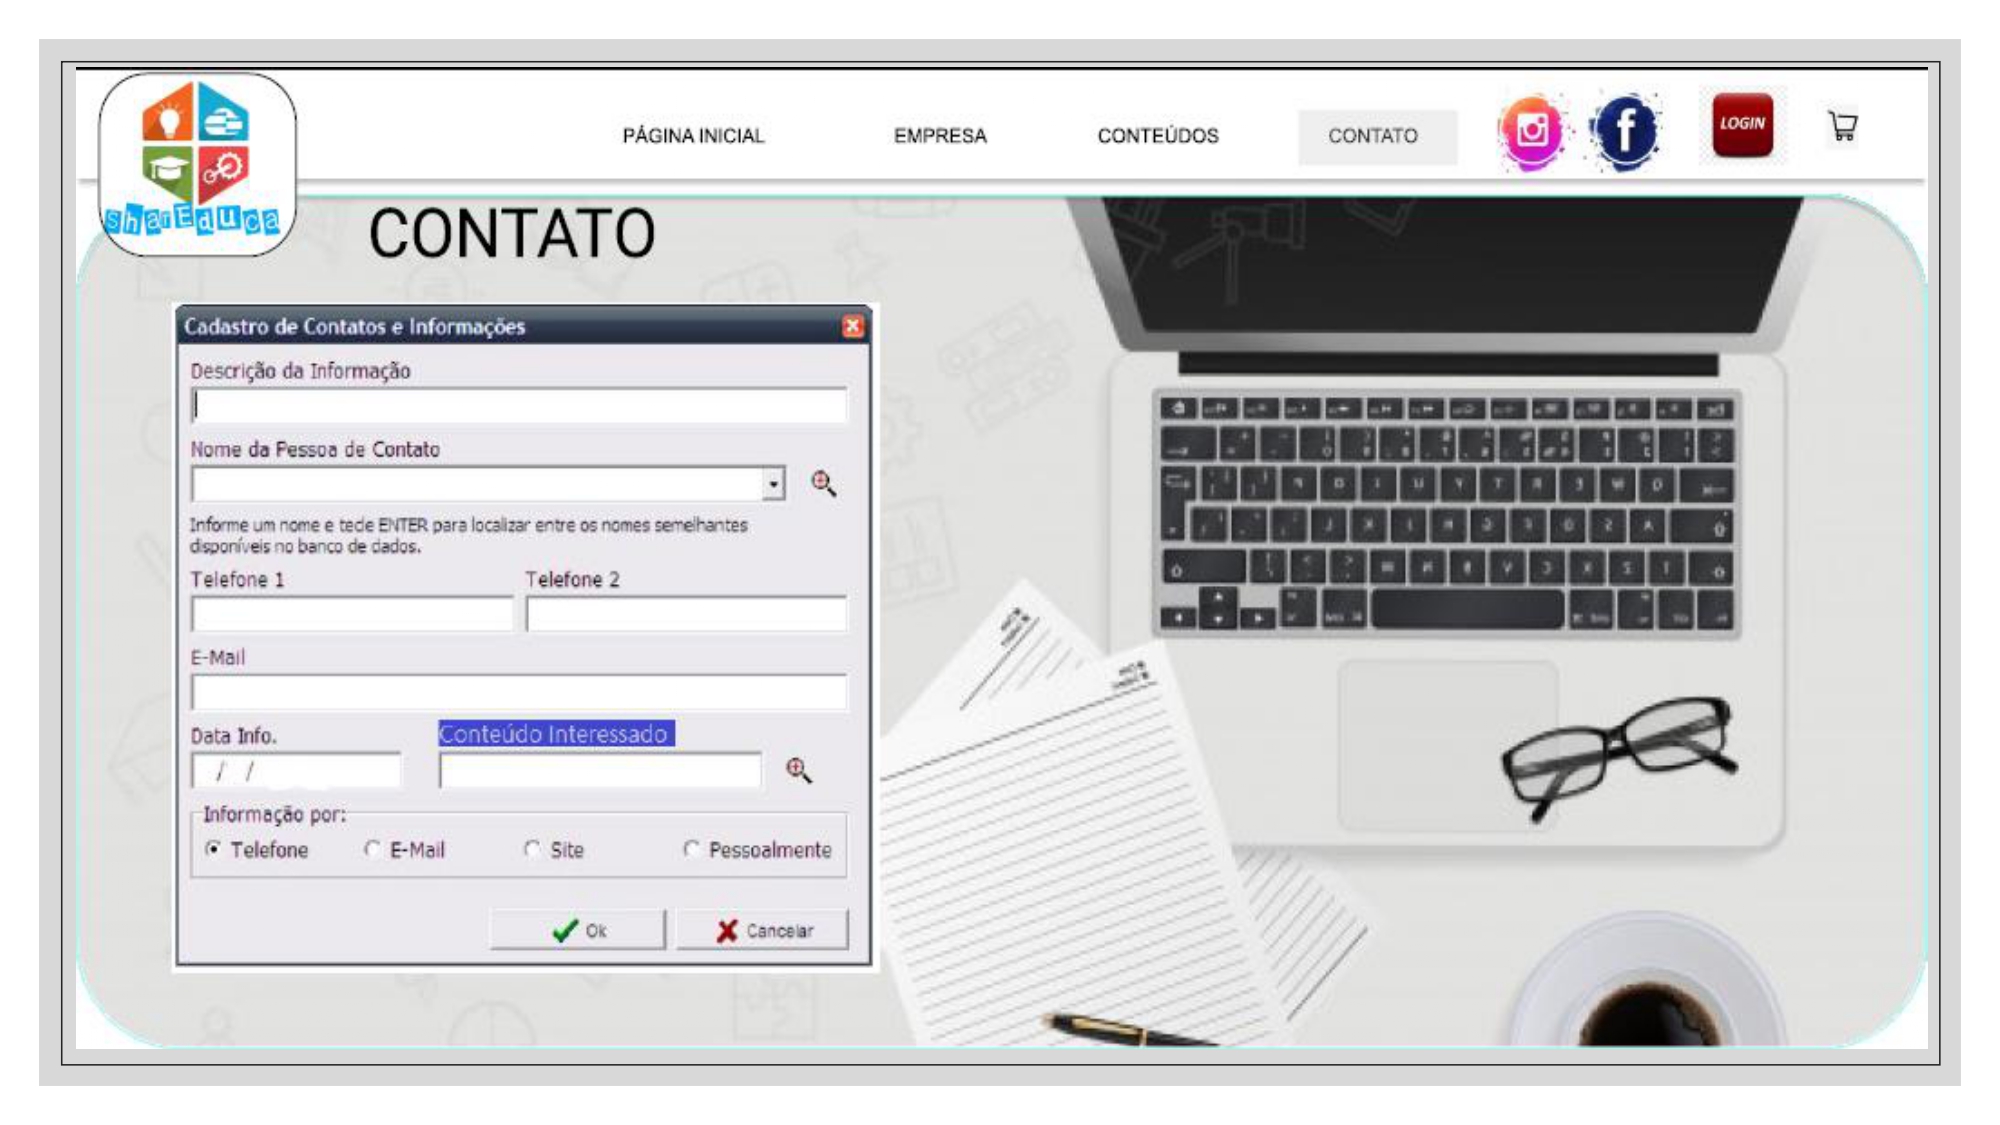 PÁGINA INICIAL
EMPRESA
CONTEÚDOS
CONTATO
LOGIN
sharEduca
CONTATO
Cadastro de Contatos e Informações
Descrição da Informação
Nome da Pessoa de Contato
Informe um nome e tecle ENTER para localizar entre os nomes semelhantes
disponíveis no banco de dados.
Telefone 1
Telefone 2
E-Mail
Data Info.
Conteúdo Interessado
/ /
Informação por:
Telefone
E-Mail
Site
Pessoalmente
Ok
Cancelar